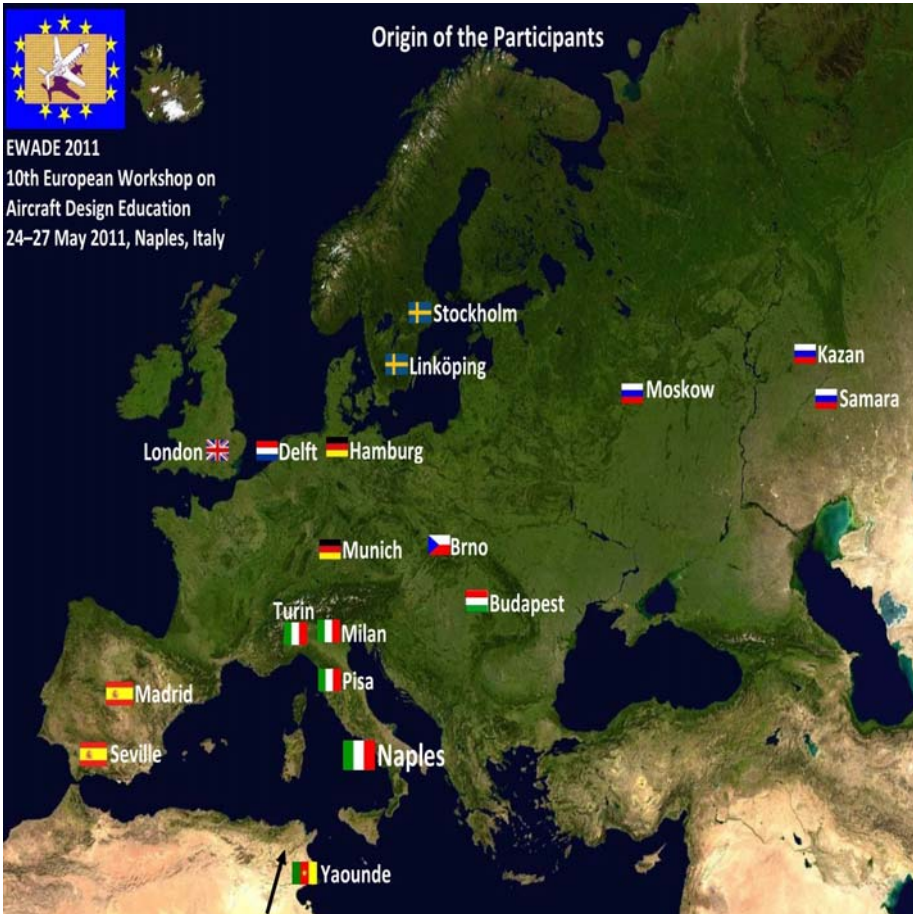 Origin of the Participants
EWADE 2011
10th European Workshop on
Aircraft Design Education
24–27 May 2011, Naples, Italy
Stockholm
Linköping
Kazan
Moskow
Samara
London
Delft
Hamburg
Munich
Brno
Budapest
Turin
Milan
Pisa
Madrid
Seville
Naples
Yaounde